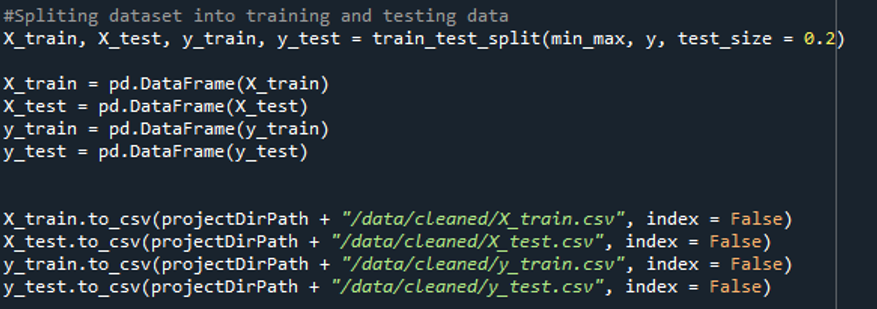 #Spliting dataset into training and testing data
X_train, X_test, y_train, y_test = train_test_split(min_max, y, test_size = 0.2)
X_train = pd.DataFrame(X_train)
X_test = pd.DataFrame(X_test)
y_train = pd.DataFrame(y_train)
y_test = pd.DataFrame(y_test)
X_train.to_csv(projectDirPath + "/data/cleaned/X_train.csv", index = False)
X_test.to_csv(projectDirPath + "/data/cleaned/X_test.csv", index = False)
y_train.to_csv(projectDirPath + "/data/cleaned/y_train.csv", index = False)
y_test.to_csv(projectDirPath + "/data/cleaned/y_test.csv", index = False)